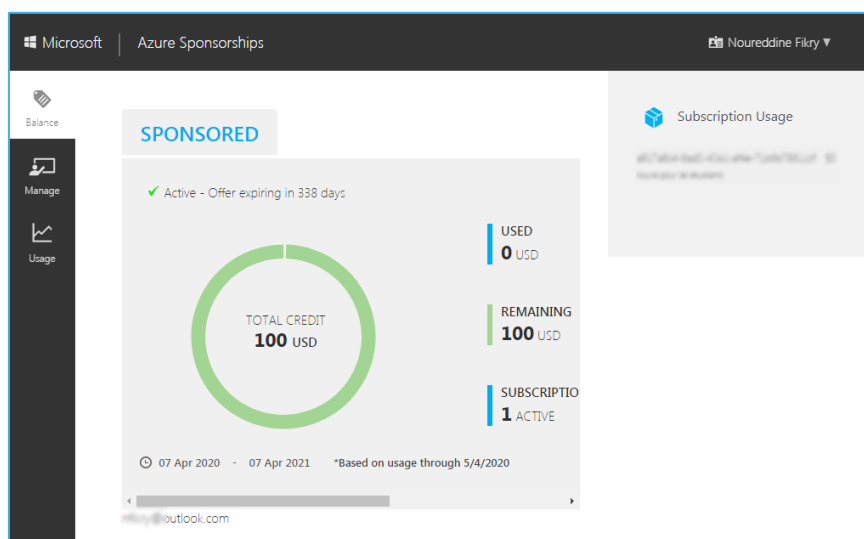 Microsoft
Azure Sponsorships
Noureddine Fikry ▼
Balance
Manage
Usage
SPONSORED
Active - Offer expiring in 338 days
TOTAL CREDIT
100 USD
USED
0 USD
REMAINING
100 USD
SUBSCRIPTIO
1 ACTIVE
07 Apr 2020 - 07 Apr 2021 *Based on usage through 5/4/2020
outlook.com
Subscription Usage